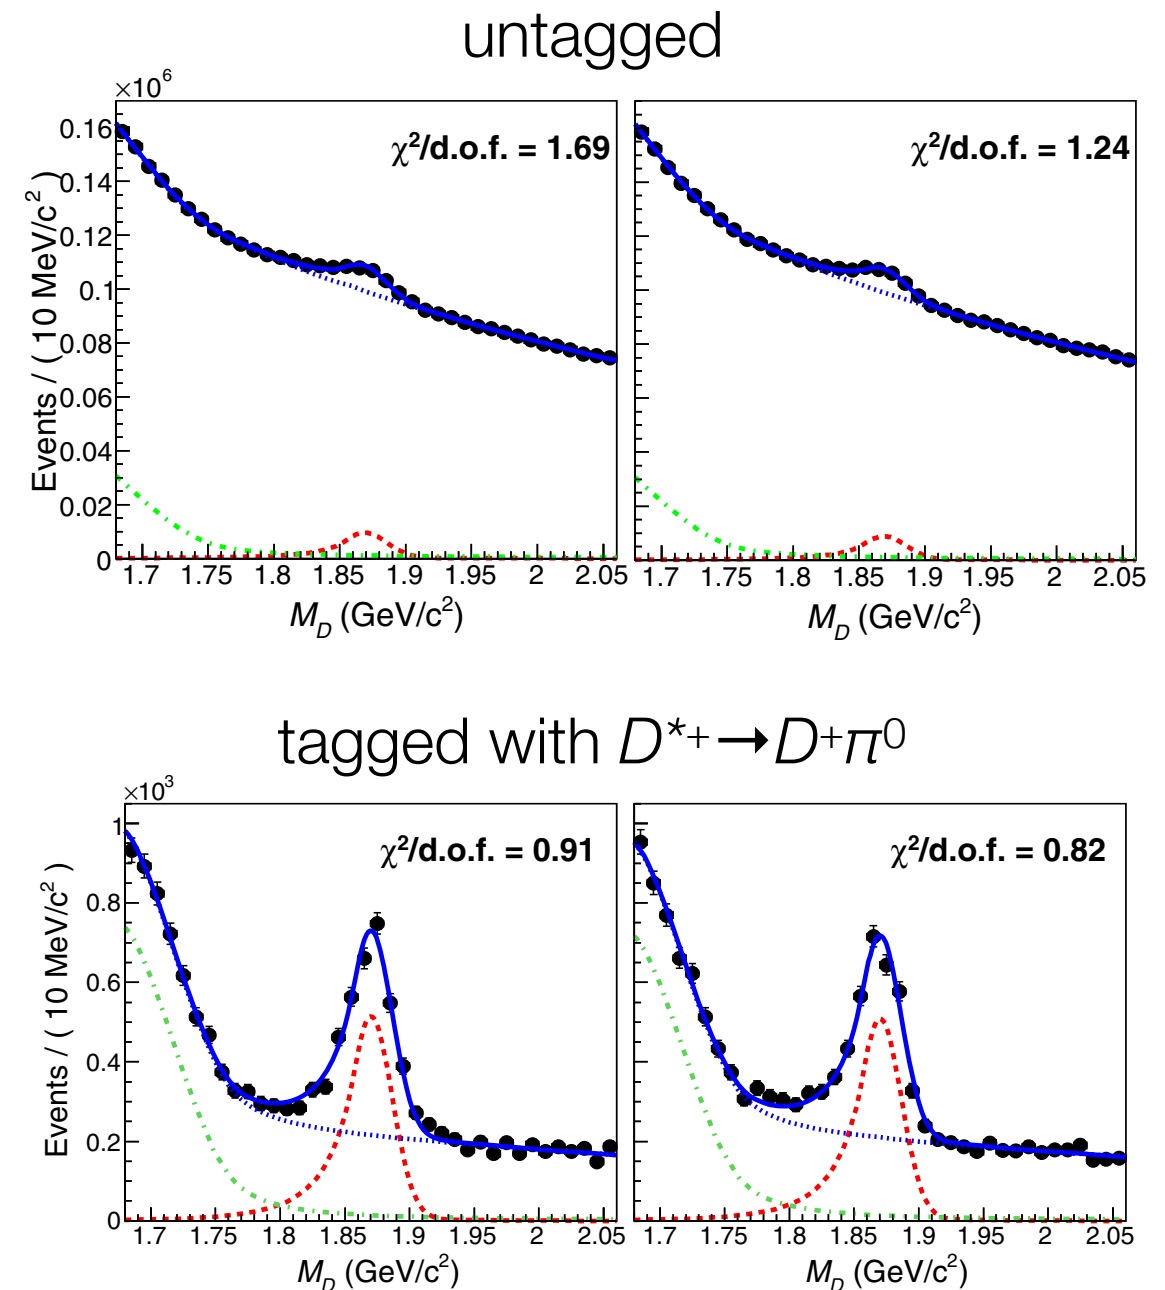 untagged
×10⁶
χ²/d.o.f. = 1.69
χ²/d.o.f. = 1.24
Events / ( 10 MeV/c² )
0.16
0.14
0.12
0.1
0.08
0.06
0.04
0.02
0
1.7 1.75 1.8 1.85 1.9 1.95 2 2.05
1.7 1.75 1.8 1.85 1.9 1.95 2 2.05
M_D (GeV/c²)
M_D (GeV/c²)
tagged with D*⁺→D⁺π⁰
×10³
χ²/d.o.f. = 0.91
χ²/d.o.f. = 0.82
Events / ( 10 MeV/c² )
1
0.8
0.6
0.4
0.2
0
1.7 1.75 1.8 1.85 1.9 1.95 2 2.05
1.7 1.75 1.8 1.85 1.9 1.95 2 2.05
M_D (GeV/c²)
M_D (GeV/c²)